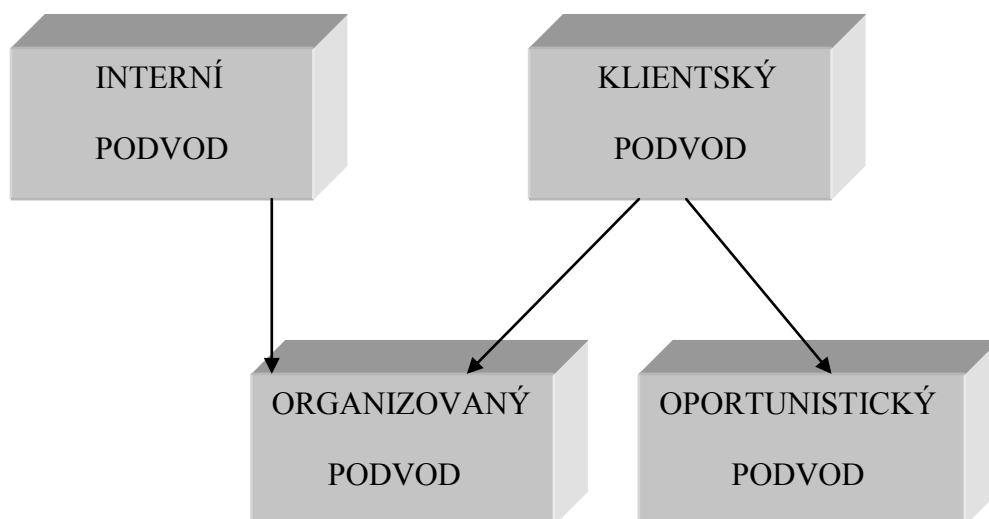 INTERNÍ
PODVOD
KLIENTSKÝ
PODVOD
ORGANIZOVANÝ
PODVOD
OPORTUNISTICKÝ
PODVOD